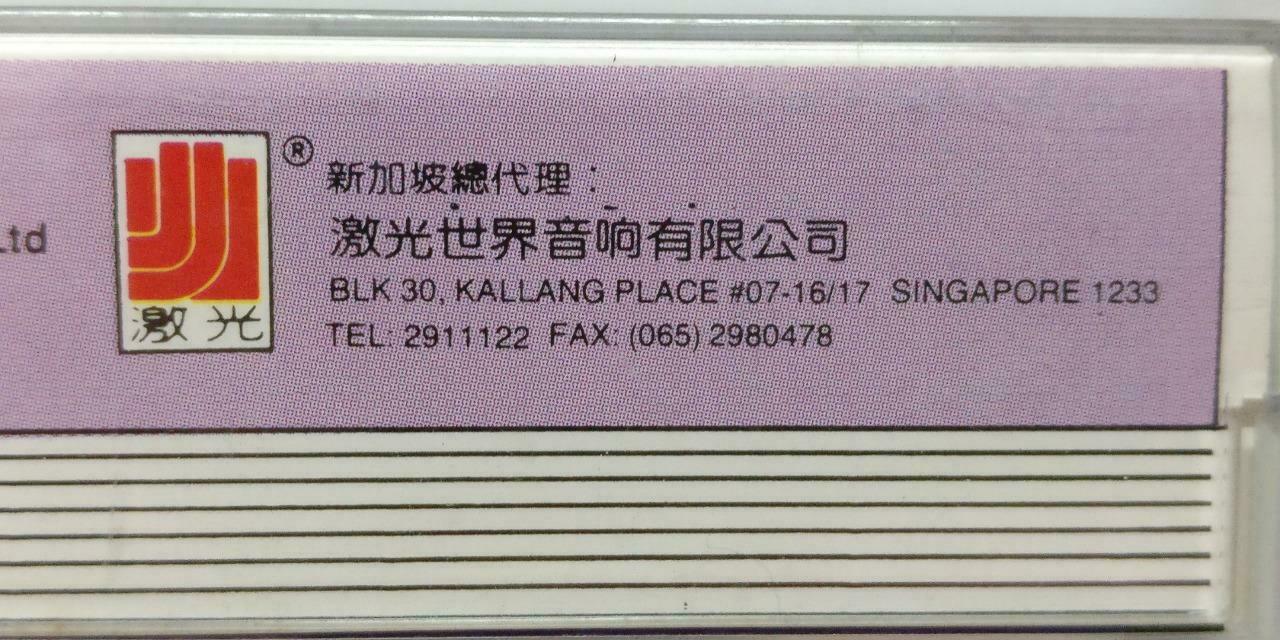 Ltd
®
激光
新加坡總代理：
激光世界音响有限公司
BLK 30, KALLANG PLACE #07-16/17 SINGAPORE 1233
TEL: 2911122 FAX: (065) 2980478